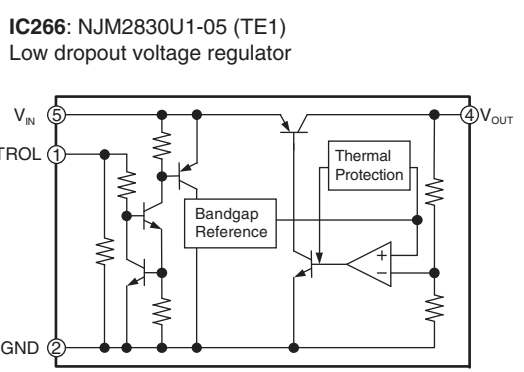 IC266: NJM2830U1-05 (TE1)
Low dropout voltage regulator
VIN 5
4 VOUT
TROL 1
Thermal
Protection
Bandgap
Reference
+
−
GND 2